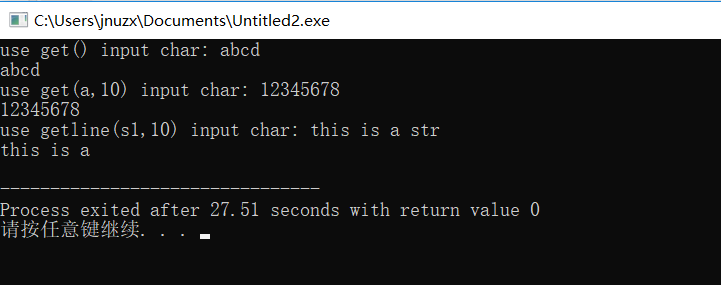 C:\Users\jnuzx\Documents\Untitled2.exe
use get() input char: abcd
abcd
use get(a,10) input char: 12345678
12345678
use getline(s1,10) input char: this is a str
this is a
--------------------------------
Process exited after 27.51 seconds with return value 0
请按任意键继续. . .